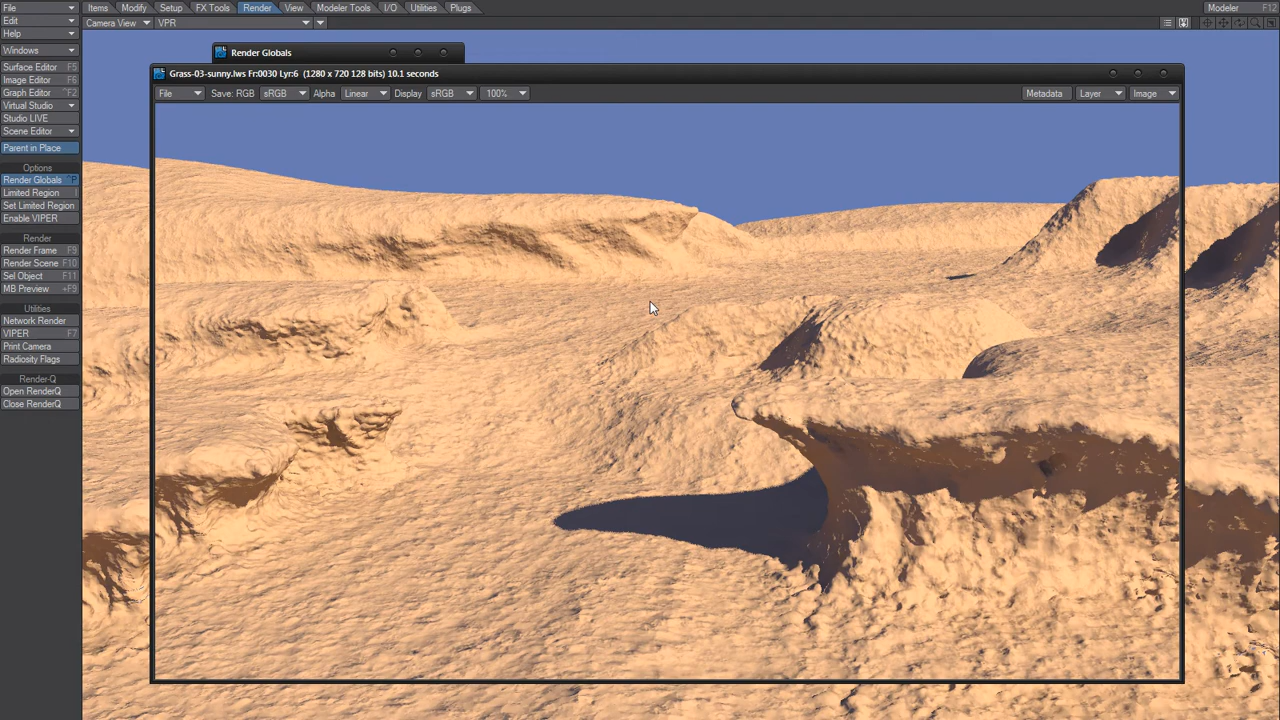 File Items Modify Setup FX Tools Render View Modeler Tools I/O Utilities Plugs Modeler F12
Edit Camera View VPR
Help
Windows
Render Globals
Surface Editor F5
Grass-03-sunny.lws Fr:0030 Lyr:6 (1280 x 720 128 bits) 10.1 seconds
Image Editor F6
Graph Editor ^F2
File Save: RGB sRGB Alpha Linear Display sRGB 100% Metadata Layer Image
Virtual Studio
Studio LIVE
Scene Editor
Parent in Place
Options
Render Globals ^P
Limited Region l
Set Limited Region
Enable VIPER
Render
Render Frame F9
Render Scene F10
Sel Object F11
MB Preview +F9
Utilities
Network Render
VIPER F7
Print Camera
Radiosity Flags
Render-Q
Open RenderQ
Close RenderQ